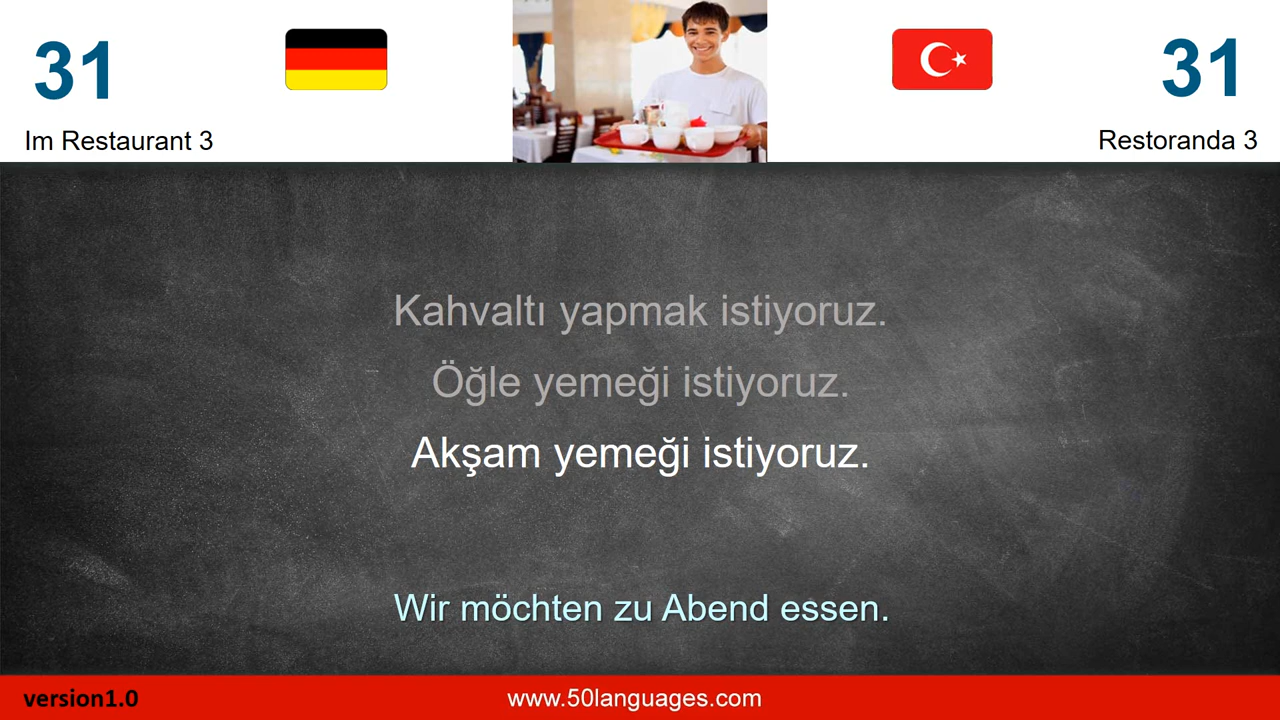 31
31
Im Restaurant 3
Restoranda 3
Kahvaltı yapmak istiyoruz.
Öğle yemeği istiyoruz.
Akşam yemeği istiyoruz.
Wir möchten zu Abend essen.
version1.0
www.50languages.com